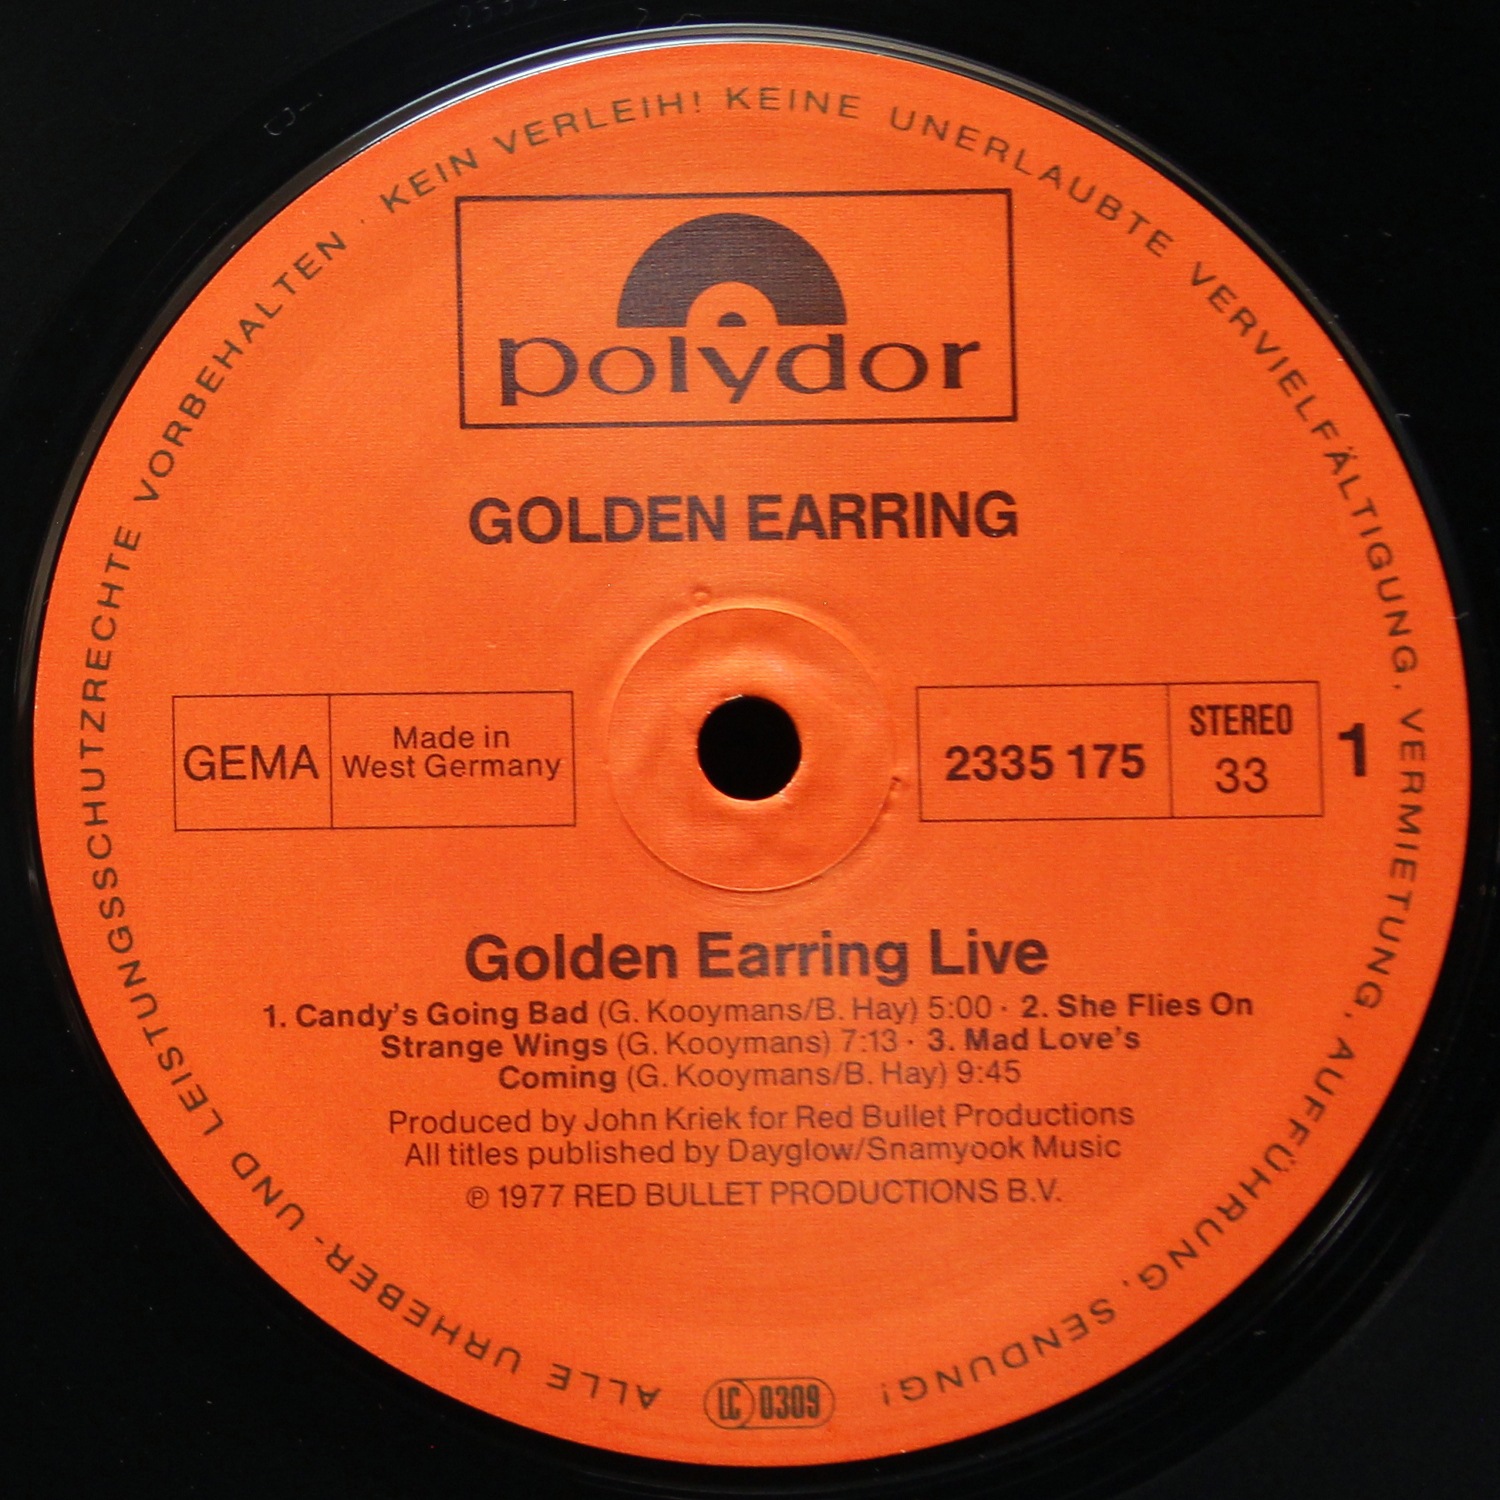 ALLE URHEBER- UND LEISTUNGSSCHUTZRECHTE VORBEHALTEN · KEIN VERLEIH! KEINE UNERLAUBTE VERVIELFÄLTIGUNG, VERMIETUNG, AUFFÜHRUNG, SENDUNG!
polydor
GOLDEN EARRING
GEMA
Made in
West Germany
2335 175
STEREO
33
1
Golden Earring Live
1. Candy's Going Bad (G. Kooymans/B. Hay) 5:00 · 2. She Flies On
Strange Wings (G. Kooymans) 7:13 · 3. Mad Love's
Coming (G. Kooymans/B. Hay) 9:45
Produced by John Kriek for Red Bullet Productions
All titles published by Dayglow/Snamyook Music
℗ 1977 RED BULLET PRODUCTIONS B.V.
LC 0309